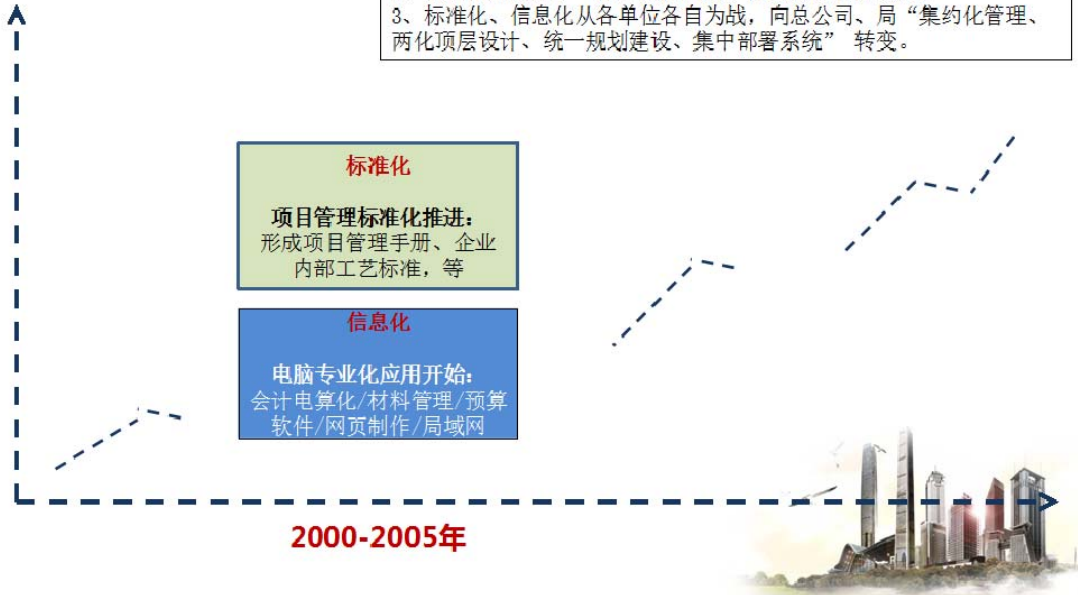 3、标准化、信息化从各单位各自为战，向总公司、局“集约化管理、
两化顶层设计、统一规划建设、集中部署系统” 转变。
标准化
项目管理标准化推进：
形成项目管理手册、企业
内部工艺标准，等
信息化
电脑专业化应用开始：
会计电算化/材料管理/预算
软件/网页制作/局域网
2000-2005年